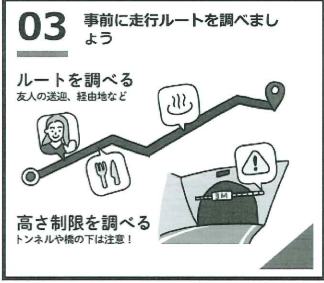 03 事前に走行ルートを調べまし
ょう
ルートを調べる
友人の送迎、経由地など
3M
高さ制限を調べる
トンネルや橋の下は注意！